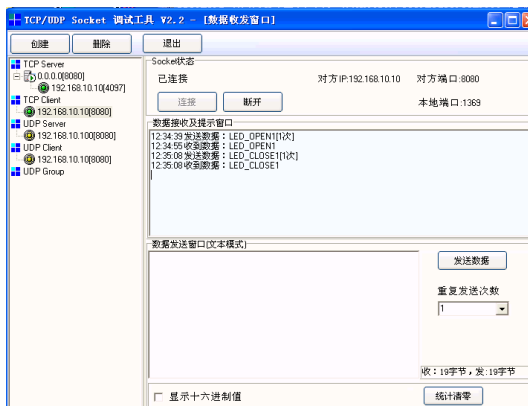 TCP/UDP Socket 调试工具 V2.2 - [数据收发窗口]
创建 删除 退出
TCP Server
0.0.0.0[8080]
192.168.10.10[4097]
TCP Client
192.168.10.10[8080]
UDP Server
192.168.10.100[8080]
UDP Client
192.168.10.10[8080]
UDP Group
Socket状态
已连接 对方IP:192.168.10.10 对方端口:8080
连接 断开 本地端口:1369
数据接收及提示窗口
12:34:39 发送数据：LED_OPEN1[1次]
12:34:55 收到数据：LED_OPEN1
12:35:08 发送数据：LED_CLOSE1[1次]
12:35:08 收到数据：LED_CLOSE1
数据发送窗口[文本模式]
发送数据
重复发送次数
1
收：19字节，发:19字节
显示十六进制值 统计清零